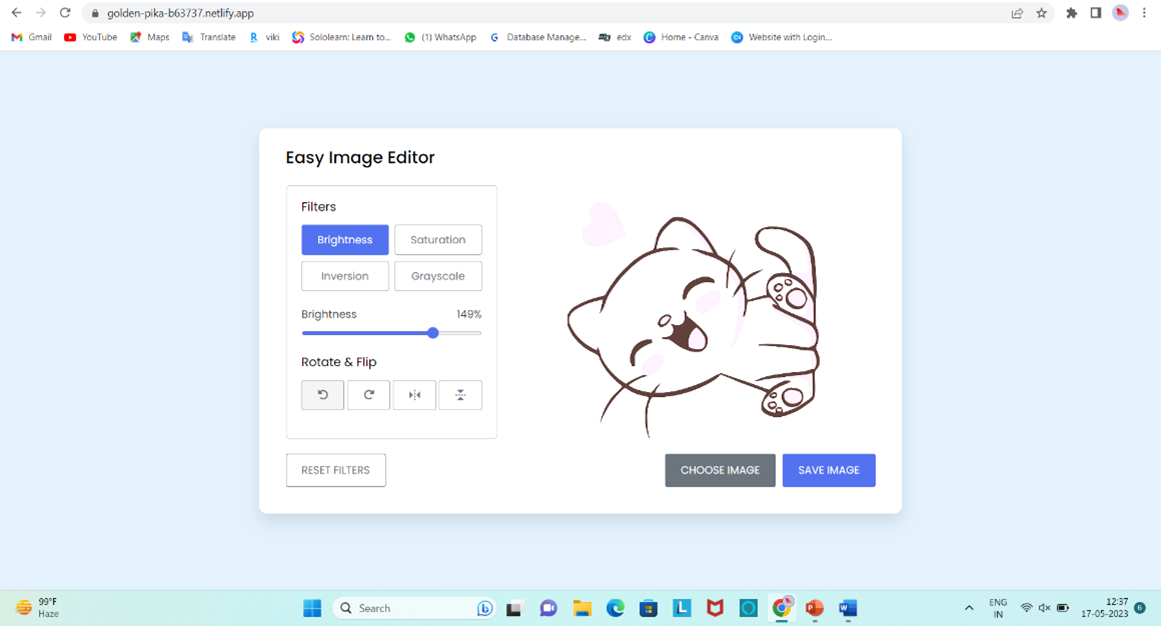 golden-pika-b63737.netlify.app
Gmail YouTube Maps Translate viki Sololearn: Learn to... (1) WhatsApp Database Manage... edx Home - Canva Website with Login...
Easy Image Editor
Filters
Brightness Saturation
Inversion Grayscale
Brightness 149%
Rotate & Flip
RESET FILTERS CHOOSE IMAGE SAVE IMAGE
99°F
Haze
Search
ENG
IN
12:37
17-05-2023
6